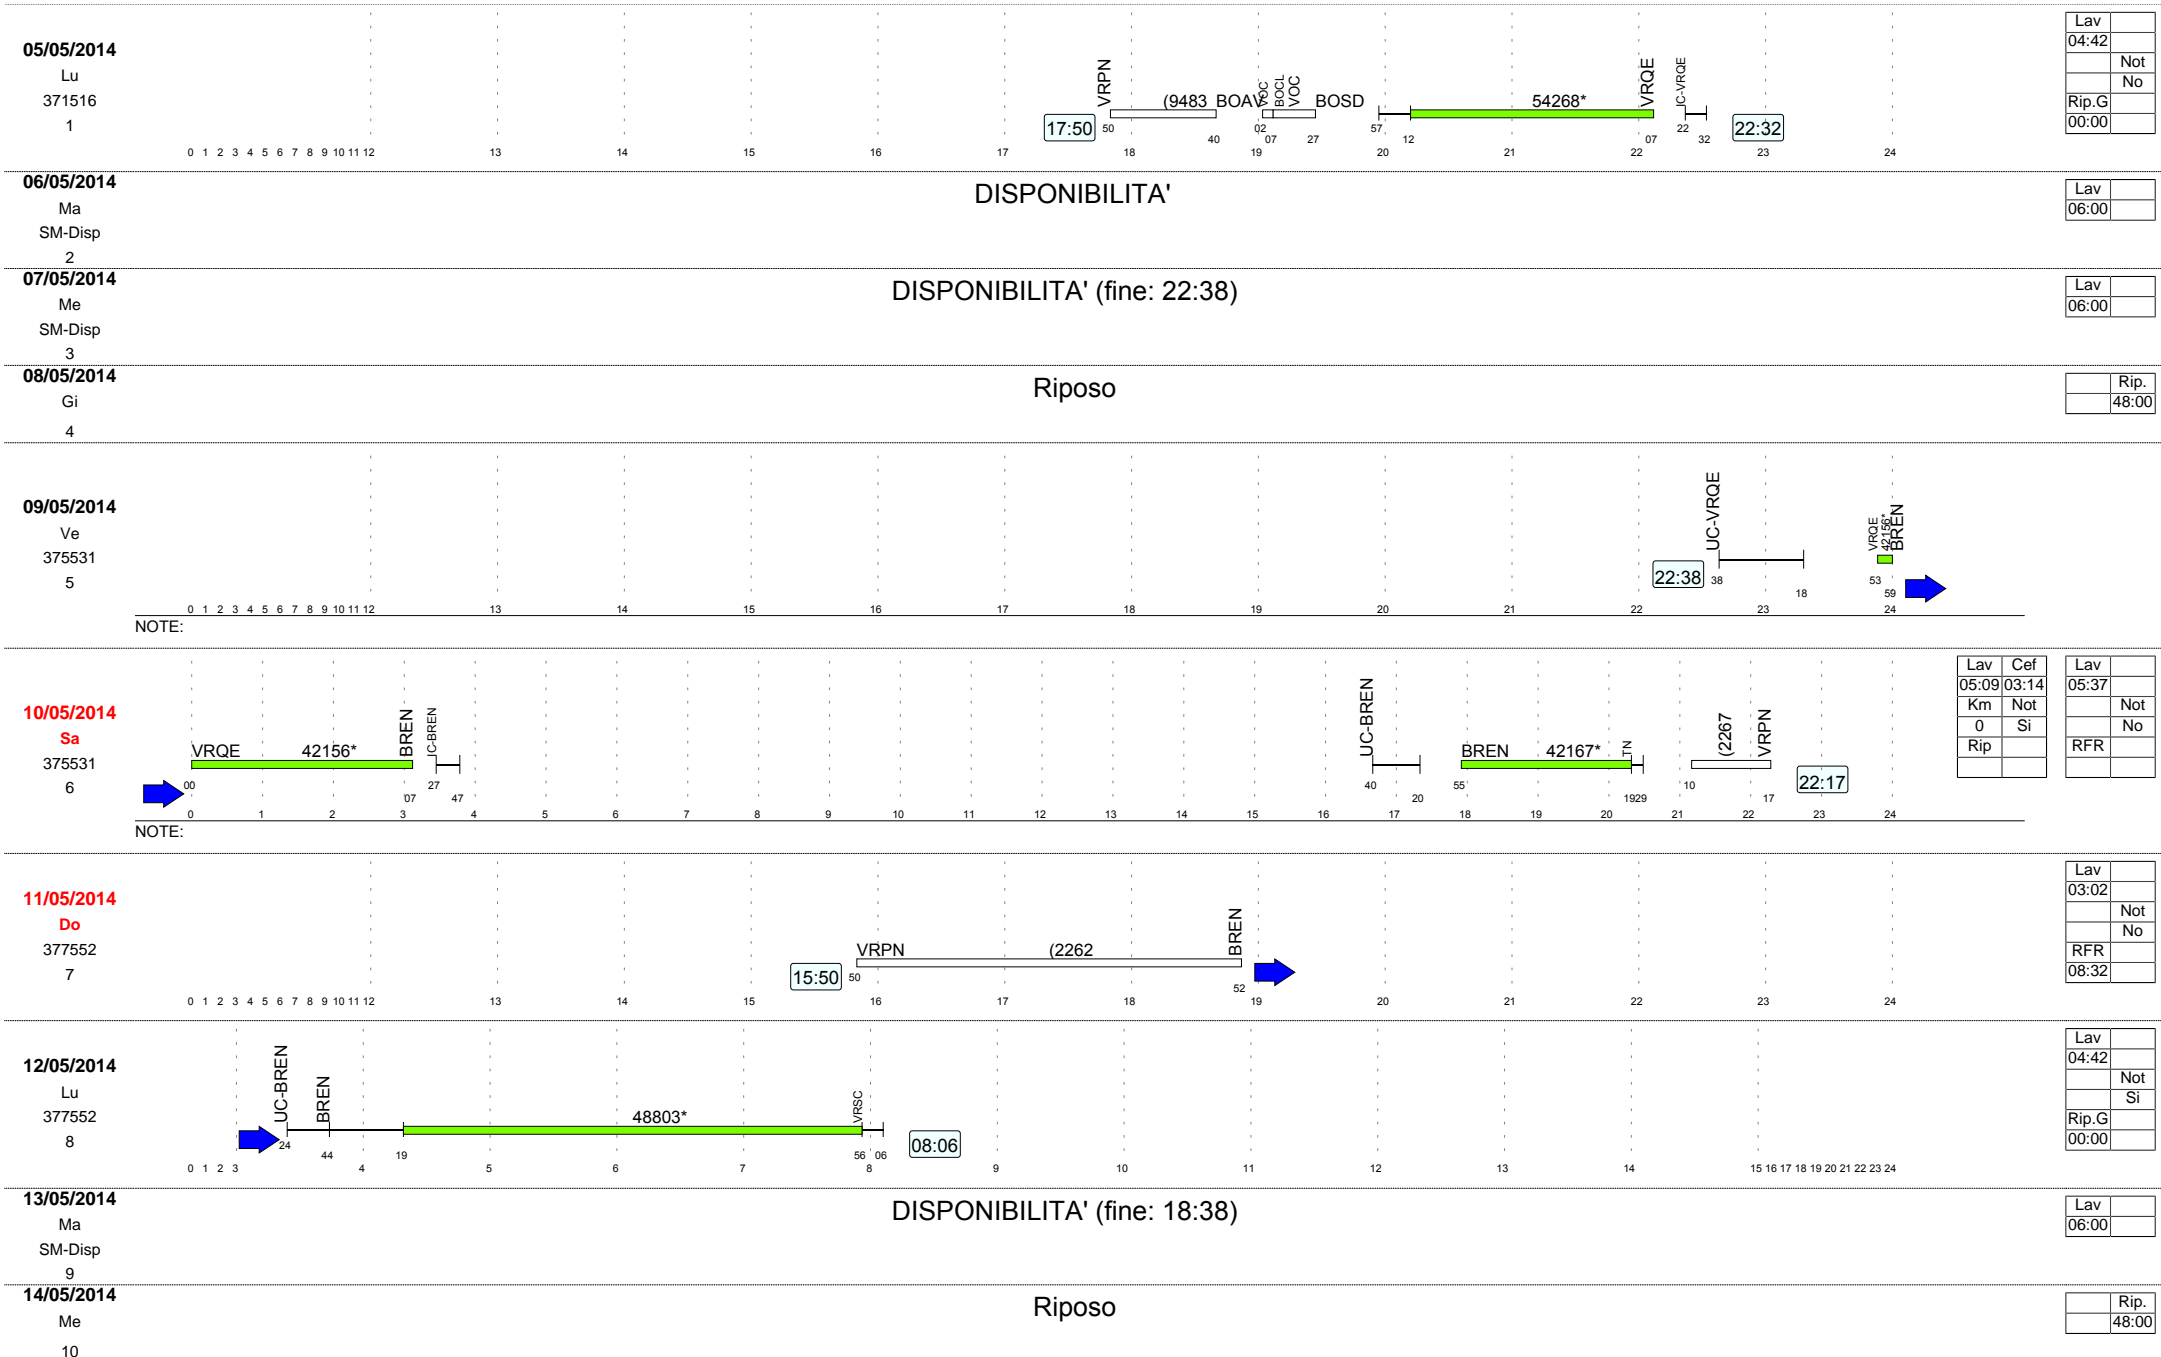 05/05/2014
Lu
371516
1
17:50
VRPN
(9483
BOAV
VOC
BOCL
VOC
BOSD
54268*
VRQE
IC-VRQE
22:32
50 40 02 07 27 57 12 07 22 32
0 1 2 3 4 5 6 7 8 9 10 11 12 13 14 15 16 17 18 19 20 21 22 23 24
Lav
04:42
Not
No
Rip.G
00:00
06/05/2014
Ma
SM-Disp
2
DISPONIBILITA'
Lav
06:00
07/05/2014
Me
SM-Disp
3
DISPONIBILITA' (fine: 22:38)
Lav
06:00
08/05/2014
Gi
4
Riposo
Rip.
48:00
09/05/2014
Ve
375531
5
22:38
UC-VRQE
VRQE
42156*
BREN
38 18 53 59
0 1 2 3 4 5 6 7 8 9 10 11 12 13 14 15 16 17 18 19 20 21 22 23 24
NOTE:
10/05/2014
Sa
375531
6
VRQE 42156* BREN
IC-BREN
UC-BREN
BREN 42167* TN
(2267 VRPN
22:17
00 07 27 47 40 20 55 19 29 10 17
0 1 2 3 4 5 6 7 8 9 10 11 12 13 14 15 16 17 18 19 20 21 22 23 24
NOTE:
Lav Cef
05:09 03:14
Km Not
0 Si
Rip
Lav
05:37
Not
No
RFR
11/05/2014
Do
377552
7
15:50
VRPN (2262 BREN
50 52
0 1 2 3 4 5 6 7 8 9 10 11 12 13 14 15 16 17 18 19 20 21 22 23 24
Lav
03:02
Not
No
RFR
08:32
12/05/2014
Lu
377552
8
UC-BREN
BREN
48803*
VRSC
08:06
24 44 19 56 06
0 1 2 3 4 5 6 7 8 9 10 11 12 13 14 15 16 17 18 19 20 21 22 23 24
Lav
04:42
Not
Si
Rip.G
00:00
13/05/2014
Ma
SM-Disp
9
DISPONIBILITA' (fine: 18:38)
Lav
06:00
14/05/2014
Me
10
Riposo
Rip.
48:00